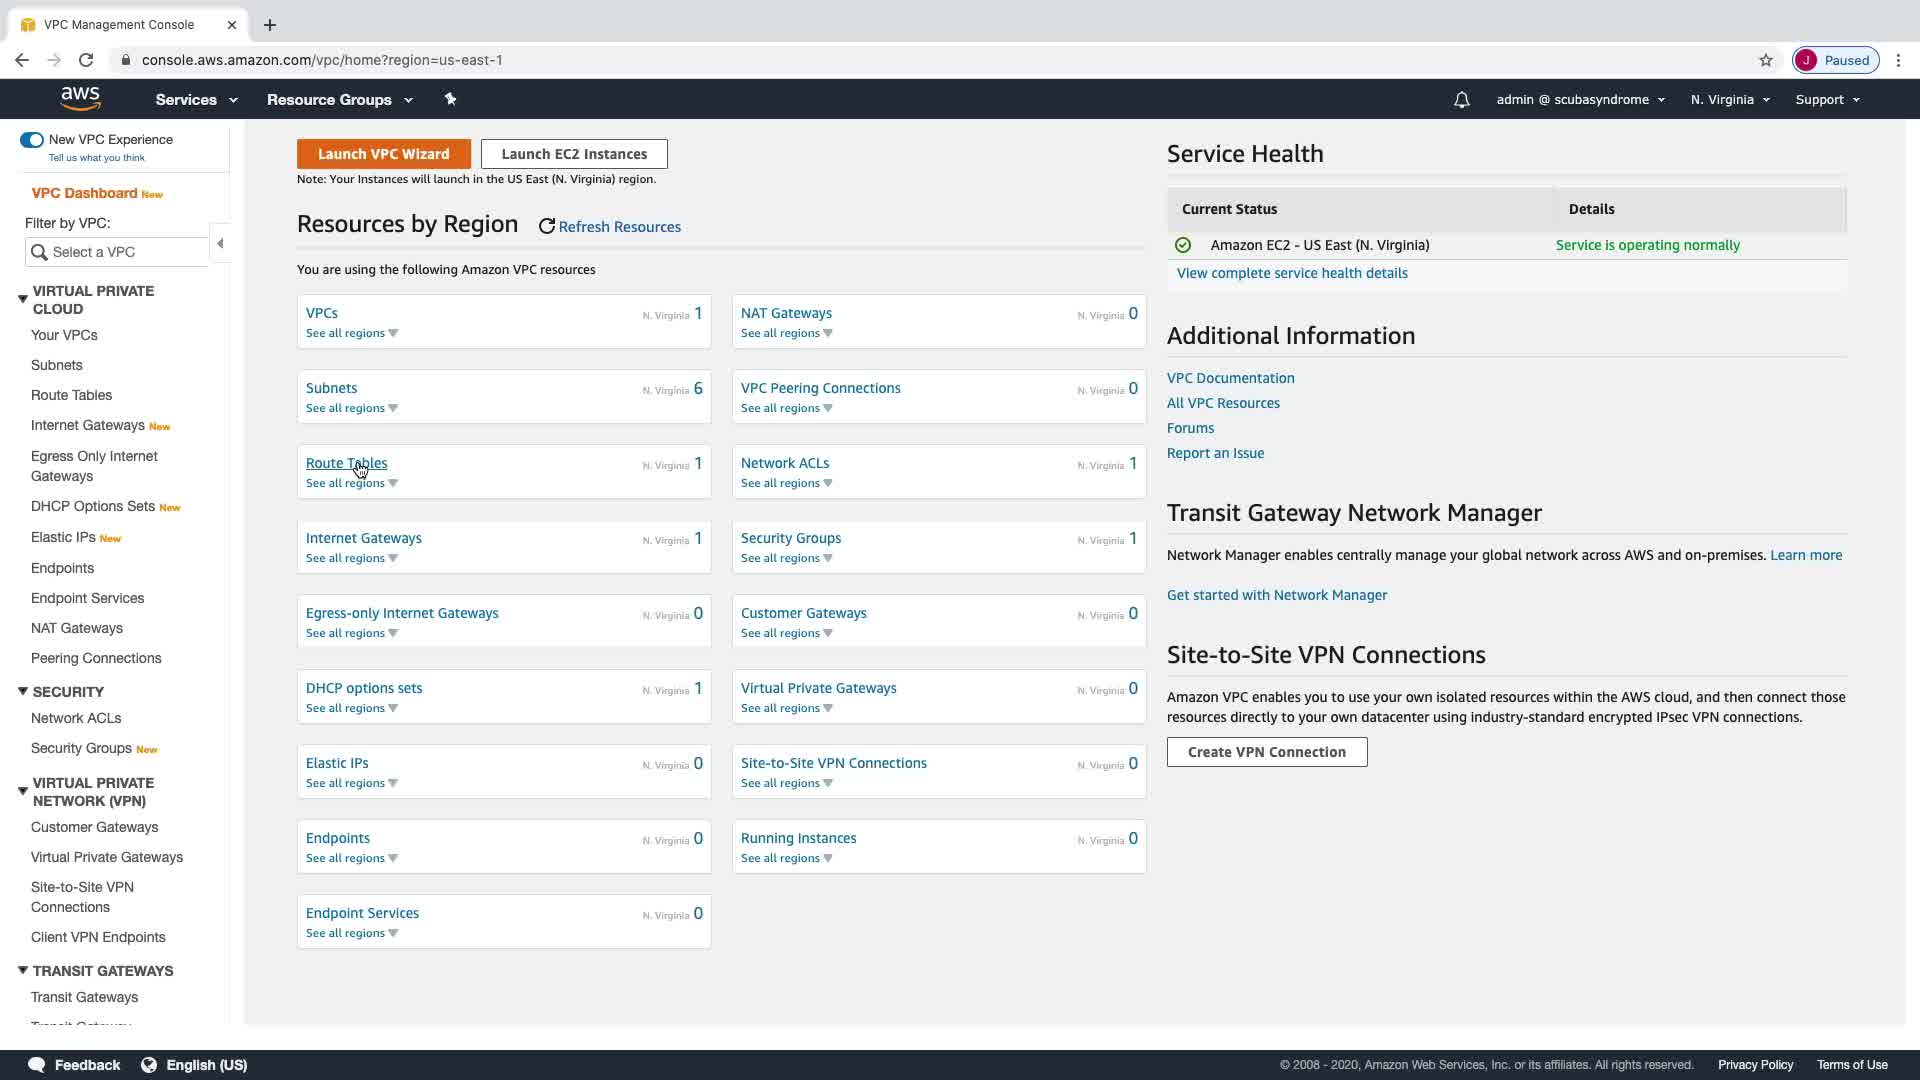 VPC Management Console
console.aws.amazon.com/vpc/home?region=us-east-1
J Paused
aws Services Resource Groups admin @ scubasyndrome N. Virginia Support
New VPC Experience
Tell us what you think
VPC Dashboard New
Filter by VPC:
Select a VPC
VIRTUAL PRIVATE
CLOUD
Your VPCs
Subnets
Route Tables
Internet Gateways New
Egress Only Internet
Gateways
DHCP Options Sets New
Elastic IPs New
Endpoints
Endpoint Services
NAT Gateways
Peering Connections
SECURITY
Network ACLs
Security Groups New
VIRTUAL PRIVATE
NETWORK (VPN)
Customer Gateways
Virtual Private Gateways
Site-to-Site VPN
Connections
Client VPN Endpoints
TRANSIT GATEWAYS
Transit Gateways
Launch VPC Wizard Launch EC2 Instances
Note: Your Instances will launch in the US East (N. Virginia) region.
Resources by Region Refresh Resources
You are using the following Amazon VPC resources
VPCs N. Virginia 1
See all regions
NAT Gateways N. Virginia 0
See all regions
Subnets N. Virginia 6
See all regions
VPC Peering Connections N. Virginia 0
See all regions
Route Tables N. Virginia 1
See all regions
Network ACLs N. Virginia 1
See all regions
Internet Gateways N. Virginia 1
See all regions
Security Groups N. Virginia 1
See all regions
Egress-only Internet Gateways N. Virginia 0
See all regions
Customer Gateways N. Virginia 0
See all regions
DHCP options sets N. Virginia 1
See all regions
Virtual Private Gateways N. Virginia 0
See all regions
Elastic IPs N. Virginia 0
See all regions
Site-to-Site VPN Connections N. Virginia 0
See all regions
Endpoints N. Virginia 0
See all regions
Running Instances N. Virginia 0
See all regions
Endpoint Services N. Virginia 0
See all regions
Service Health
Current Status Details
Amazon EC2 - US East (N. Virginia) Service is operating normally
View complete service health details
Additional Information
VPC Documentation
All VPC Resources
Forums
Report an Issue
Transit Gateway Network Manager
Network Manager enables centrally manage your global network across AWS and on-premises. Learn more
Get started with Network Manager
Site-to-Site VPN Connections
Amazon VPC enables you to use your own isolated resources within the AWS cloud, and then connect those
resources directly to your own datacenter using industry-standard encrypted IPsec VPN connections.
Create VPN Connection
Feedback English (US) © 2008 - 2020, Amazon Web Services, Inc. or its affiliates. All rights reserved. Privacy Policy Terms of Use